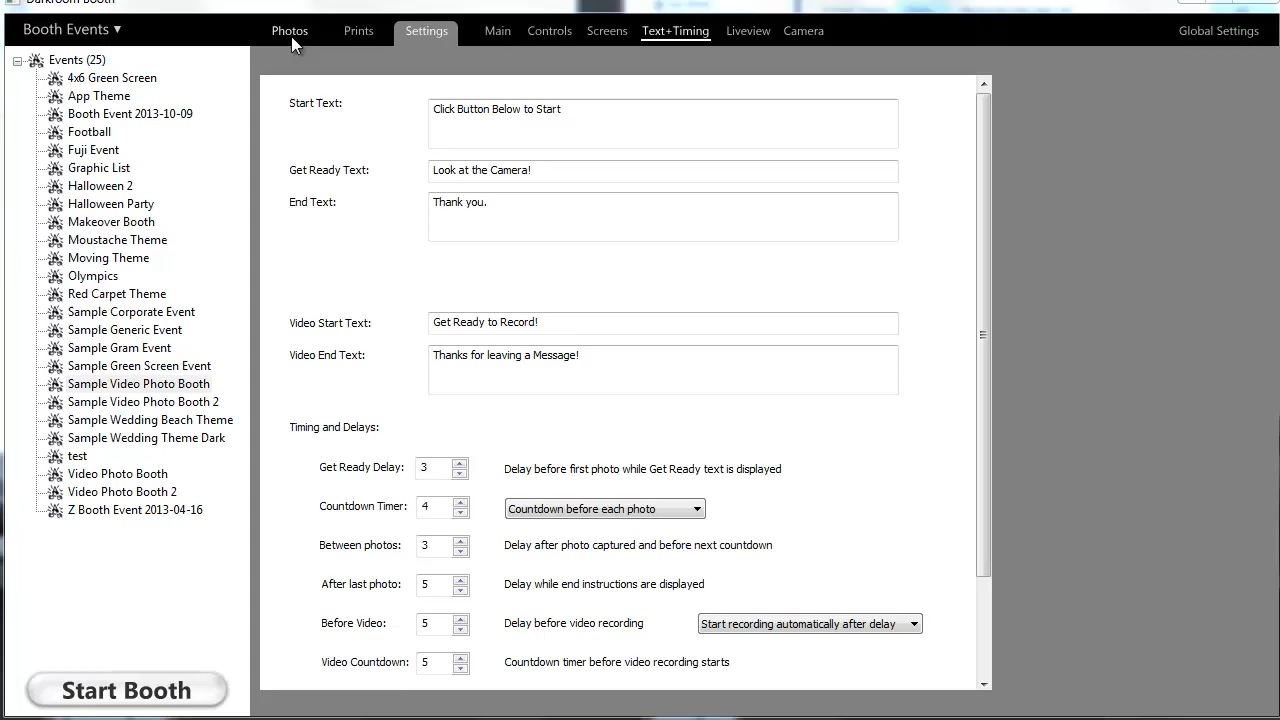 Darkroom Booth
Booth Events ▾
Photos Prints Settings Main Controls Screens Text+Timing Liveview Camera Global Settings
Events (25)
4x6 Green Screen
App Theme
Booth Event 2013-10-09
Football
Fuji Event
Graphic List
Halloween 2
Halloween Party
Makeover Booth
Moustache Theme
Moving Theme
Olympics
Red Carpet Theme
Sample Corporate Event
Sample Generic Event
Sample Gram Event
Sample Green Screen Event
Sample Video Photo Booth
Sample Video Photo Booth 2
Sample Wedding Beach Theme
Sample Wedding Theme Dark
test
Video Photo Booth
Video Photo Booth 2
Z Booth Event 2013-04-16
Start Booth
Start Text: Click Button Below to Start
Get Ready Text: Look at the Camera!
End Text: Thank you.
Video Start Text: Get Ready to Record!
Video End Text: Thanks for leaving a Message!
Timing and Delays:
Get Ready Delay: 3 Delay before first photo while Get Ready text is displayed
Countdown Timer: 4 Countdown before each photo
Between photos: 3 Delay after photo captured and before next countdown
After last photo: 5 Delay while end instructions are displayed
Before Video: 5 Delay before video recording Start recording automatically after delay
Video Countdown: 5 Countdown timer before video recording starts